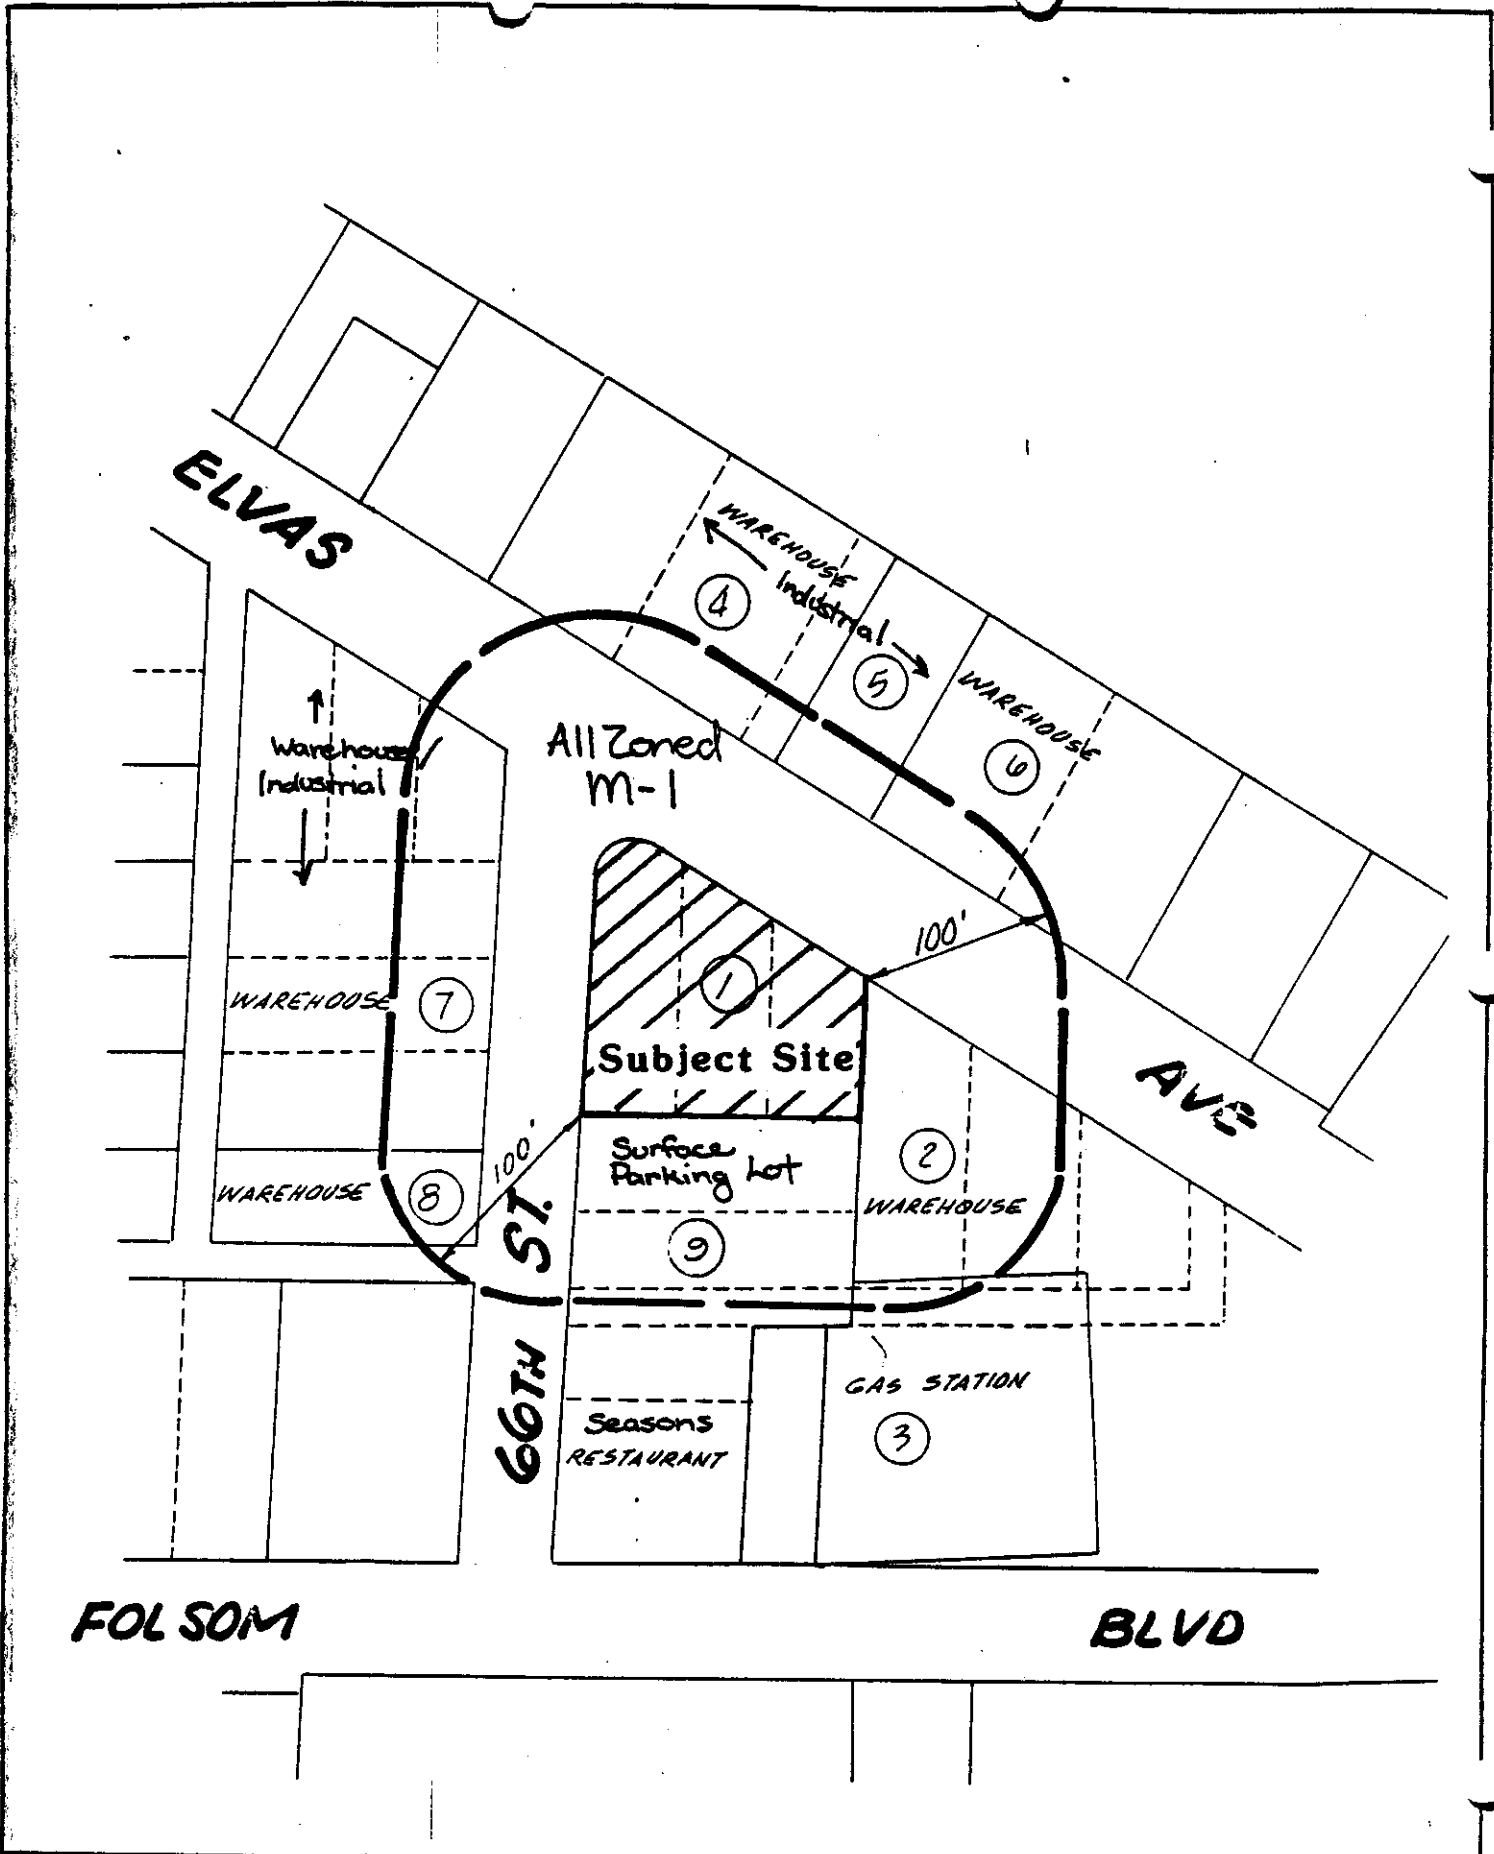 ELVAS
WAREHOUSE
Industrial
4
5
WAREHOUSE
6
Warehouse/
Industrial
All Zoned
M-1
100'
1
WAREHOUSE
7
Subject Site
AVE
100'
Surface
Parking Lot
2
WAREHOUSE
8
WAREHOUSE
ST.
9
66TH
GAS STATION
3
Seasons
RESTAURANT
FOLSOM
BLVD